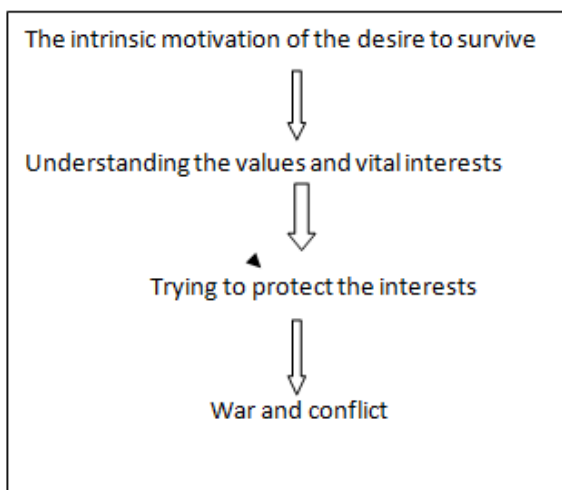 The intrinsic motivation of the desire to survive
Understanding the values and vital interests
Trying to protect the interests
War and conflict